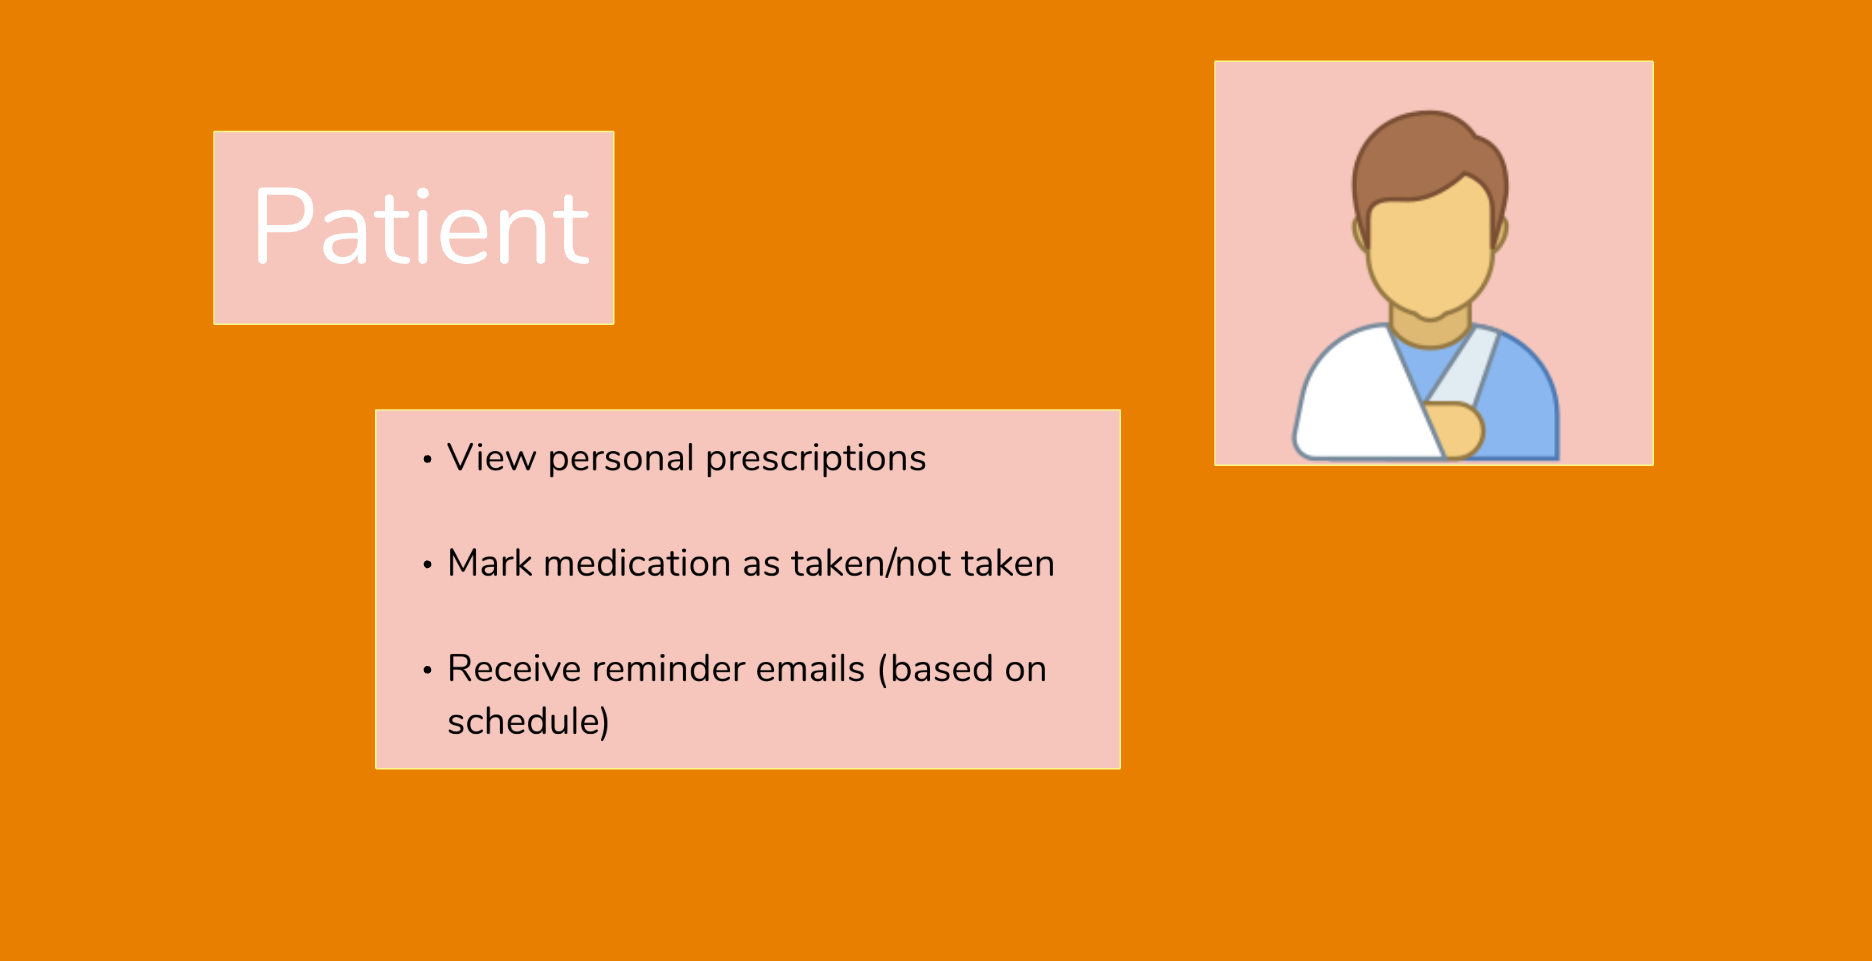 Patient
• View personal prescriptions
• Mark medication as taken/not taken
• Receive reminder emails (based on
schedule)